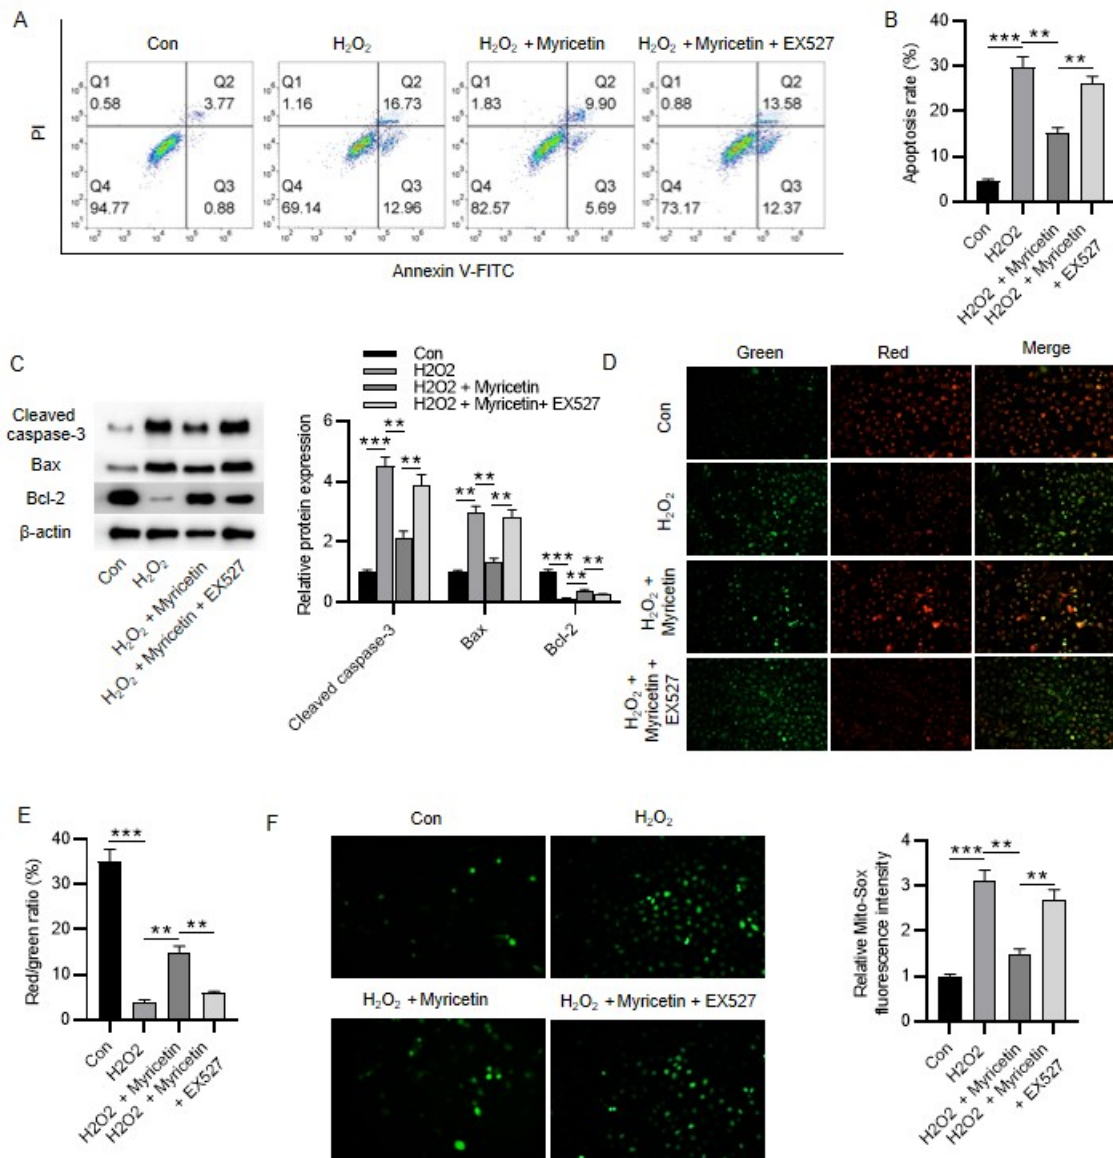 A
Con
H₂O₂
H₂O₂ + Myricetin
H₂O₂ + Myricetin + EX527
PI
Q1
0.58
Q2
3.77
Q4
94.77
Q3
0.88
Q1
1.16
Q2
16.73
Q4
69.14
Q3
12.96
Q1
1.83
Q2
9.90
Q4
82.57
Q3
5.69
Q1
0.88
Q2
13.58
Q4
73.17
Q3
12.37
Annexin V-FITC
B
Apoptosis rate (%)
40
30
20
10
0
*** ** **
Con
H2O2
H2O2 + Myricetin
H2O2 + Myricetin
+ EX527
C
Cleaved
caspase-3
Bax
Bcl-2
β-actin
Con
H₂O₂
H₂O₂ + Myricetin
H₂O₂ + Myricetin + EX527
Con
H2O2
H2O2 + Myricetin
H2O2 + Myricetin+ EX527
Relative protein expression
6
4
2
0
*** ** **
** ** **
*** ** **
Cleaved caspase-3
Bax
Bcl-2
D
Green
Red
Merge
Con
H₂O₂
H₂O₂ +
Myricetin
H₂O₂ +
Myricetin +
EX527
E
Red/green ratio (%)
40
30
20
10
0
*** ** **
Con
H2O2
H2O2 + Myricetin
H2O2 + Myricetin
+ EX527
F
Con
H₂O₂
H₂O₂ + Myricetin
H₂O₂ + Myricetin + EX527
Relative Mito-Sox
fluorescence intensity
4
3
2
1
0
*** ** **
Con
H2O2
H2O2 + Myricetin
H2O2 + Myricetin
+ EX527